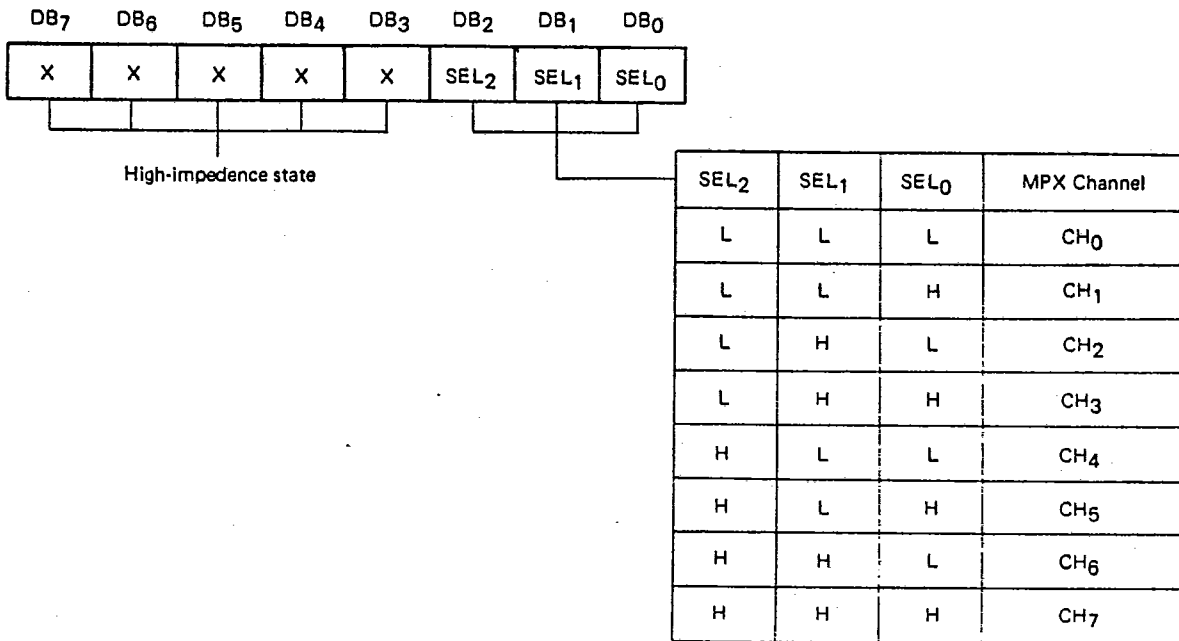 DB7 DB6 DB5 DB4 DB3 DB2 DB1 DB0
X X X X X SEL2 SEL1 SEL0
High-impedence state
SEL2 SEL1 SEL0 MPX Channel
L L L CH0
L L H CH1
L H L CH2
L H H CH3
H L L CH4
H L H CH5
H H L CH6
H H H CH7